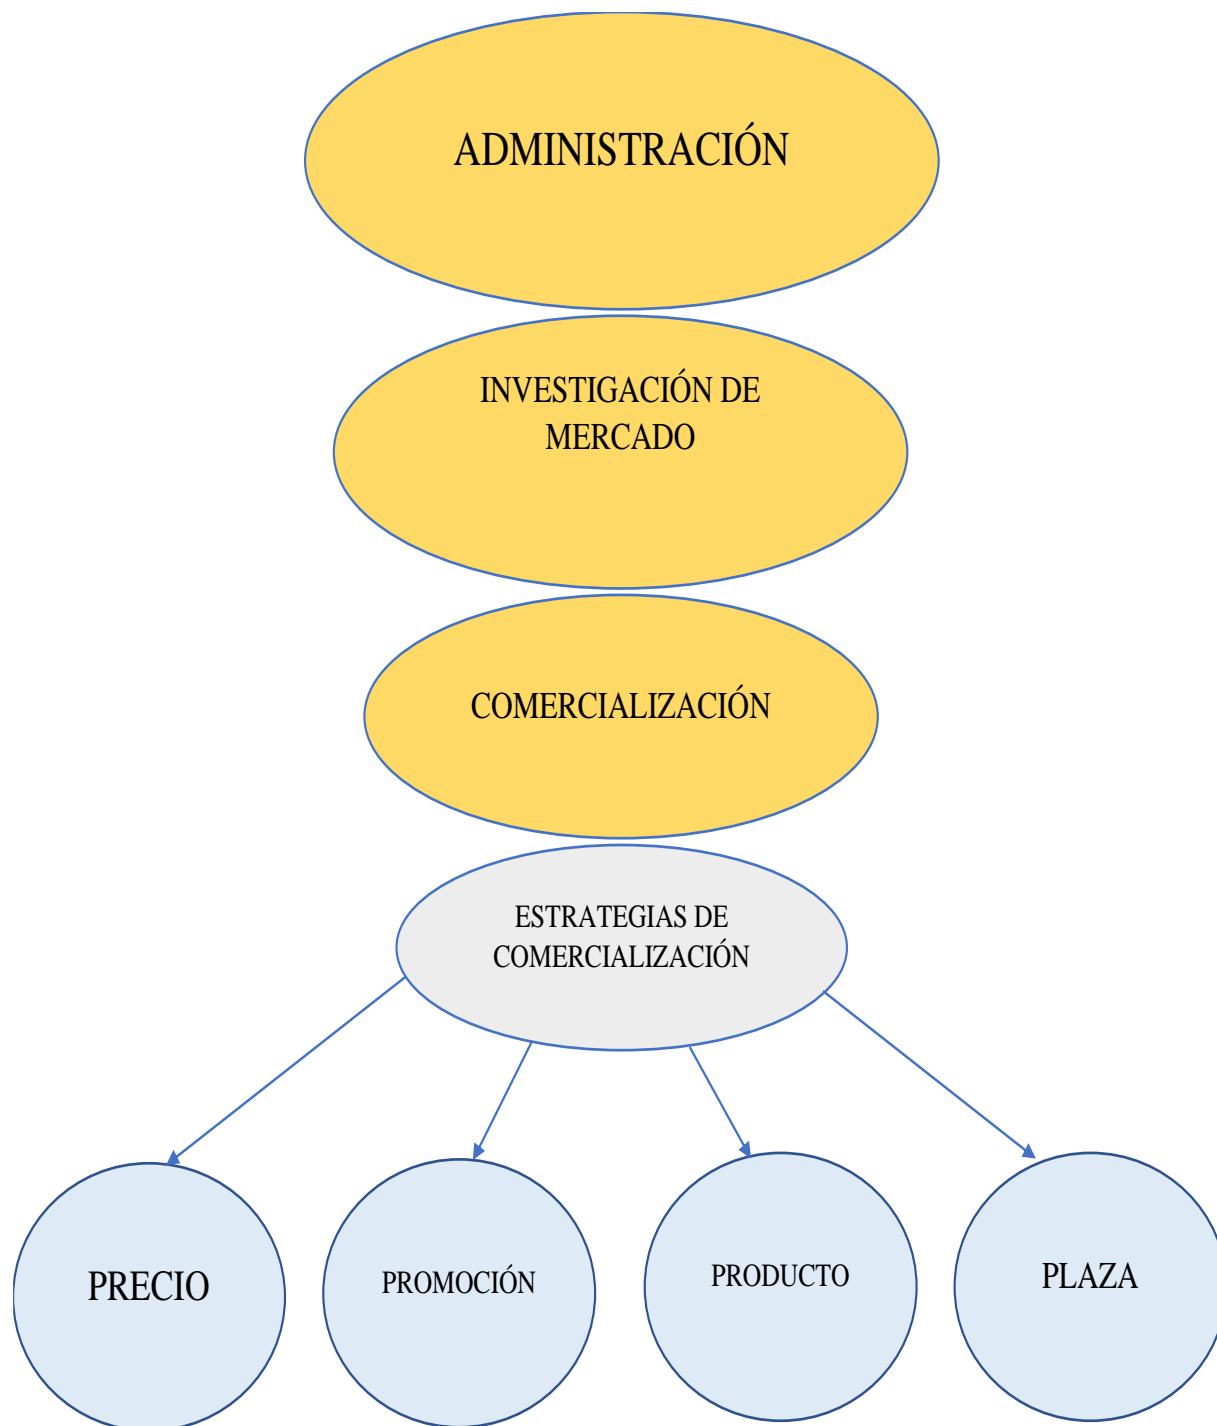 ADMINISTRACIÓN
INVESTIGACIÓN DE
MERCADO
COMERCIALIZACIÓN
ESTRATEGIAS DE
COMERCIALIZACIÓN
PRECIO
PROMOCIÓN
PRODUCTO
PLAZA